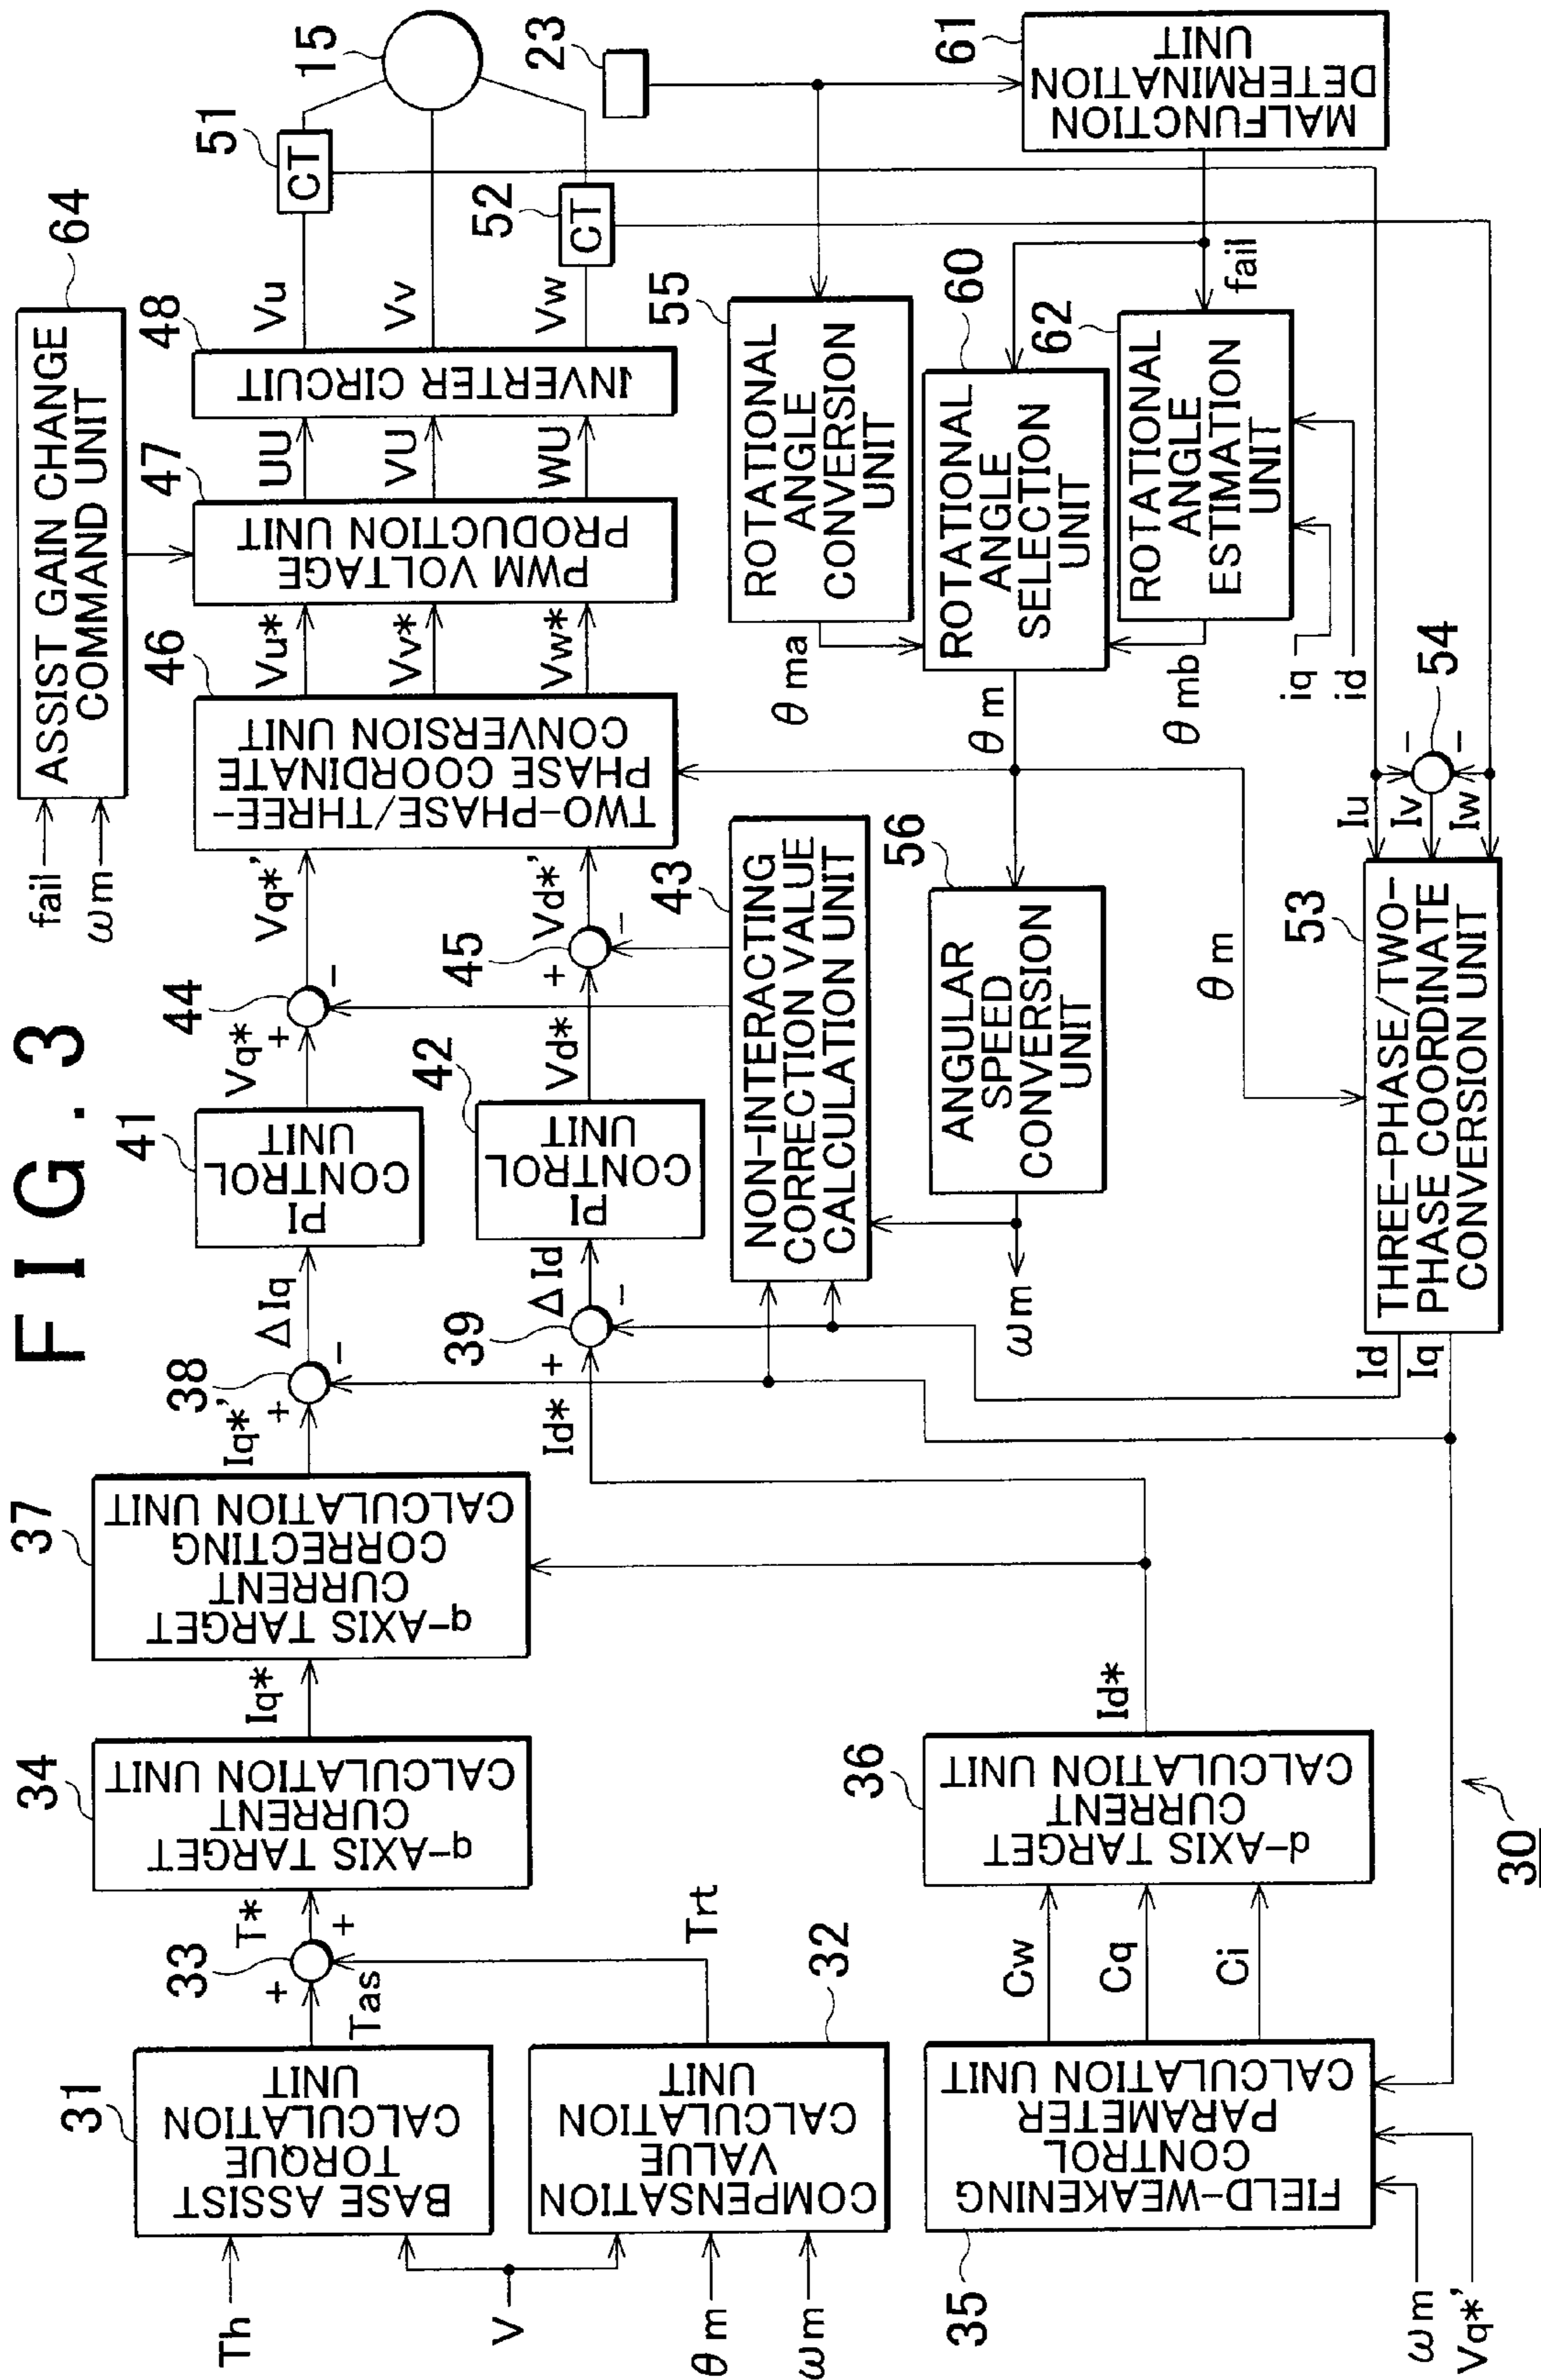 FIG. 3
fail
ωm
ASSIST GAIN CHANGE
COMMAND UNIT
64
Th
V
θm
ωm
BASE ASSIST
TORQUE
CALCULATION
UNIT
31
Tas
+
+
33
T*
COMPENSATION
VALUE
CALCULATION
UNIT
32
Trt
q-AXIS TARGET
CURRENT
CALCULATION UNIT
34
Iq*
q-AXIS TARGET
CURRENT
CORRECTING
CALCULATION UNIT
37
Iq*'
+
-
38
ΔIq
PI
CONTROL
UNIT
41
Vq*
+
-
44
Vq*'
Id*
+
-
39
ΔId
PI
CONTROL
UNIT
42
Vd*
+
-
45
Vd*'
TWO-PHASE/THREE-
PHASE COORDINATE
CONVERSION UNIT
46
Vu*
Vv*
Vw*
PWM VOLTAGE
PRODUCTION UNIT
47
UU
VU
WU
INVERTER CIRCUIT
48
Vu
Vv
Vw
CT
51
CT
52
15
23
NON-INTERACTING
CORRECTION VALUE
CALCULATION UNIT
43
ANGULAR
SPEED
CONVERSION
UNIT
56
ωm
θm
θma
θm
θmb
ROTATIONAL
ANGLE
CONVERSION
UNIT
55
ROTATIONAL
ANGLE
SELECTION
UNIT
60
ROTATIONAL
ANGLE
ESTIMATION
UNIT
62
fail
iq
id
MALFUNCTION
DETERMINATION
UNIT
61
ωm
Vq*'
35
FIELD-WEAKENING
CONTROL
PARAMETER
CALCULATION UNIT
Cw
Cq
Ci
d-AXIS TARGET
CURRENT
CALCULATION UNIT
36
Id*
Id
Iq
THREE-PHASE/TWO-
PHASE COORDINATE
CONVERSION UNIT
53
Iu
Iv
Iw
-
-
54
30